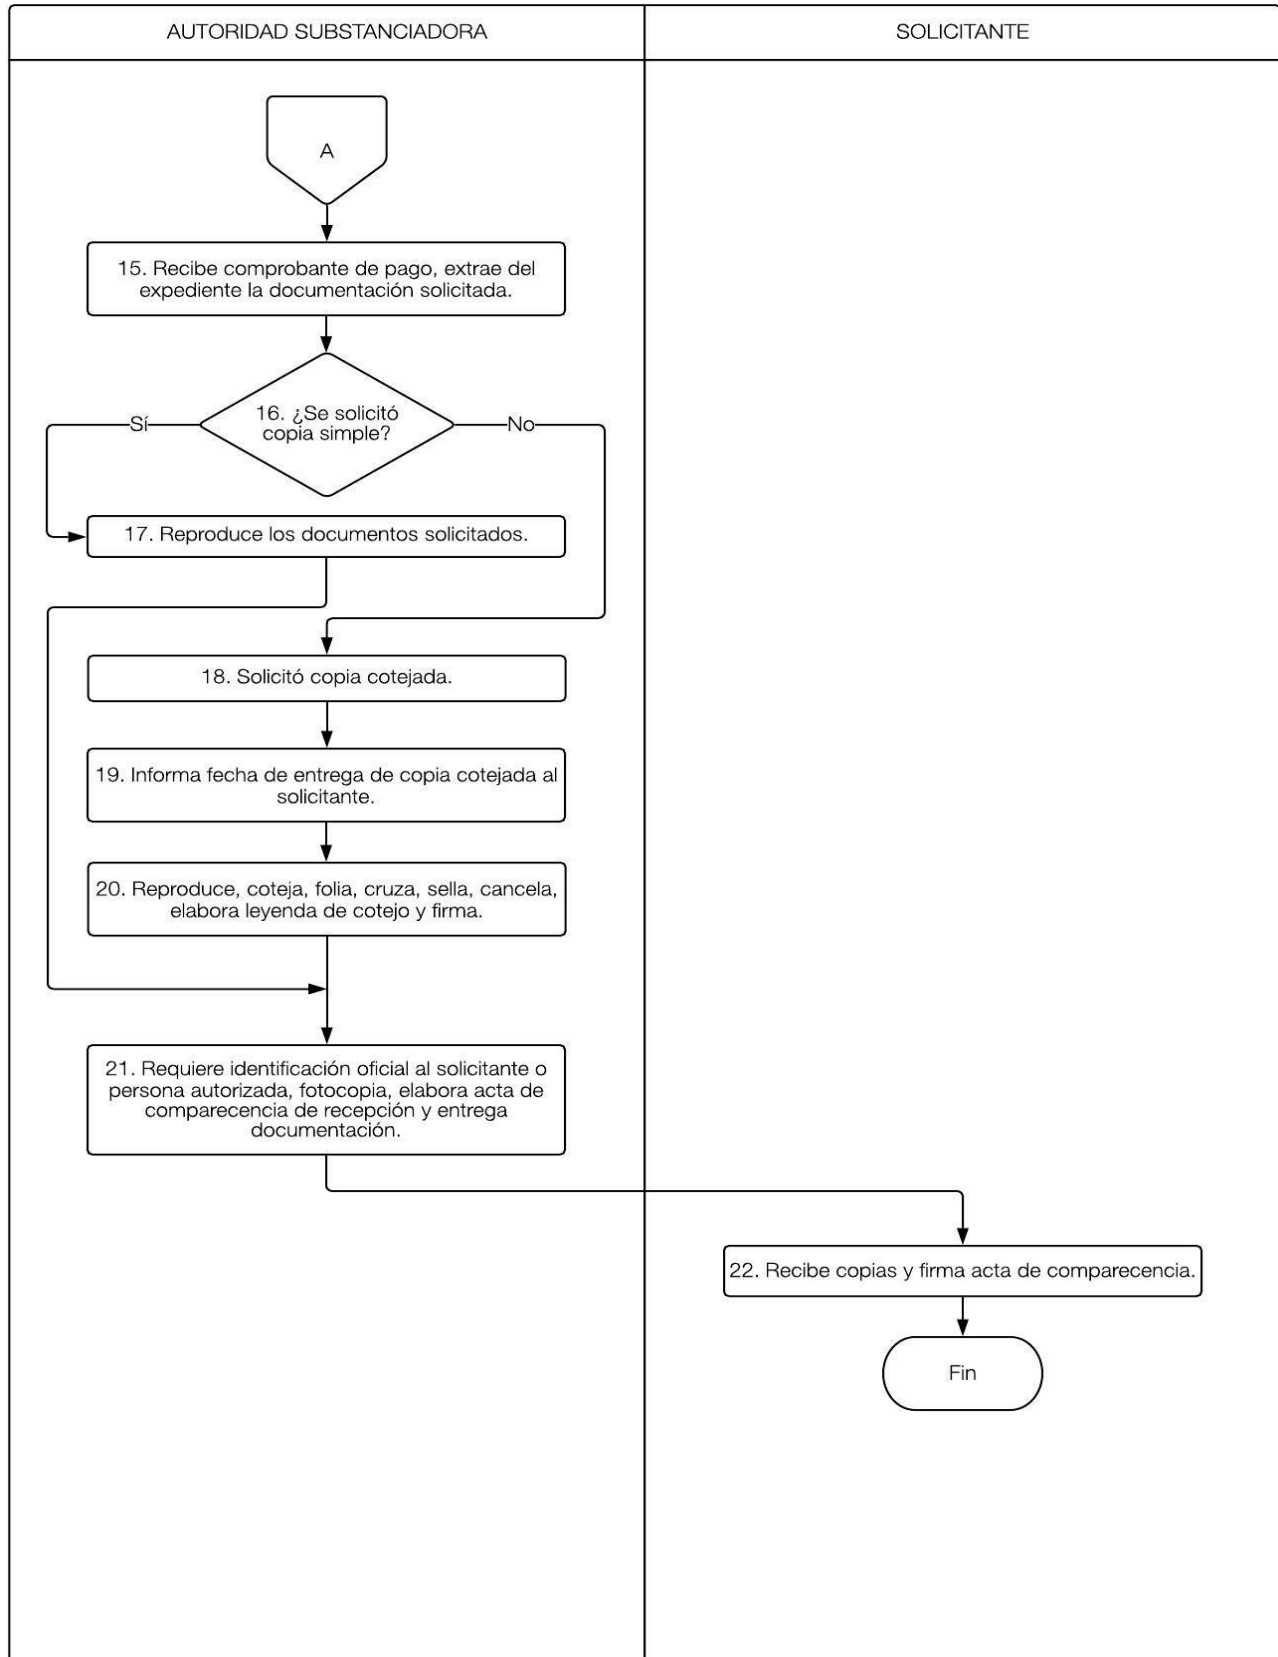 AUTORIDAD SUBSTANCIADORA
SOLICITANTE
A
15. Recibe comprobante de pago, extrae del
expediente la documentación solicitada.
16. ¿Se solicitó
copia simple?
Sí
No
17. Reproduce los documentos solicitados.
18. Solicitó copia cotejada.
19. Informa fecha de entrega de copia cotejada al
solicitante.
20. Reproduce, coteja, folia, cruza, sella, cancela,
elabora leyenda de cotejo y firma.
21. Requiere identificación oficial al solicitante o
persona autorizada, fotocopia, elabora acta de
comparecencia de recepción y entrega
documentación.
22. Recibe copias y firma acta de comparecencia.
Fin